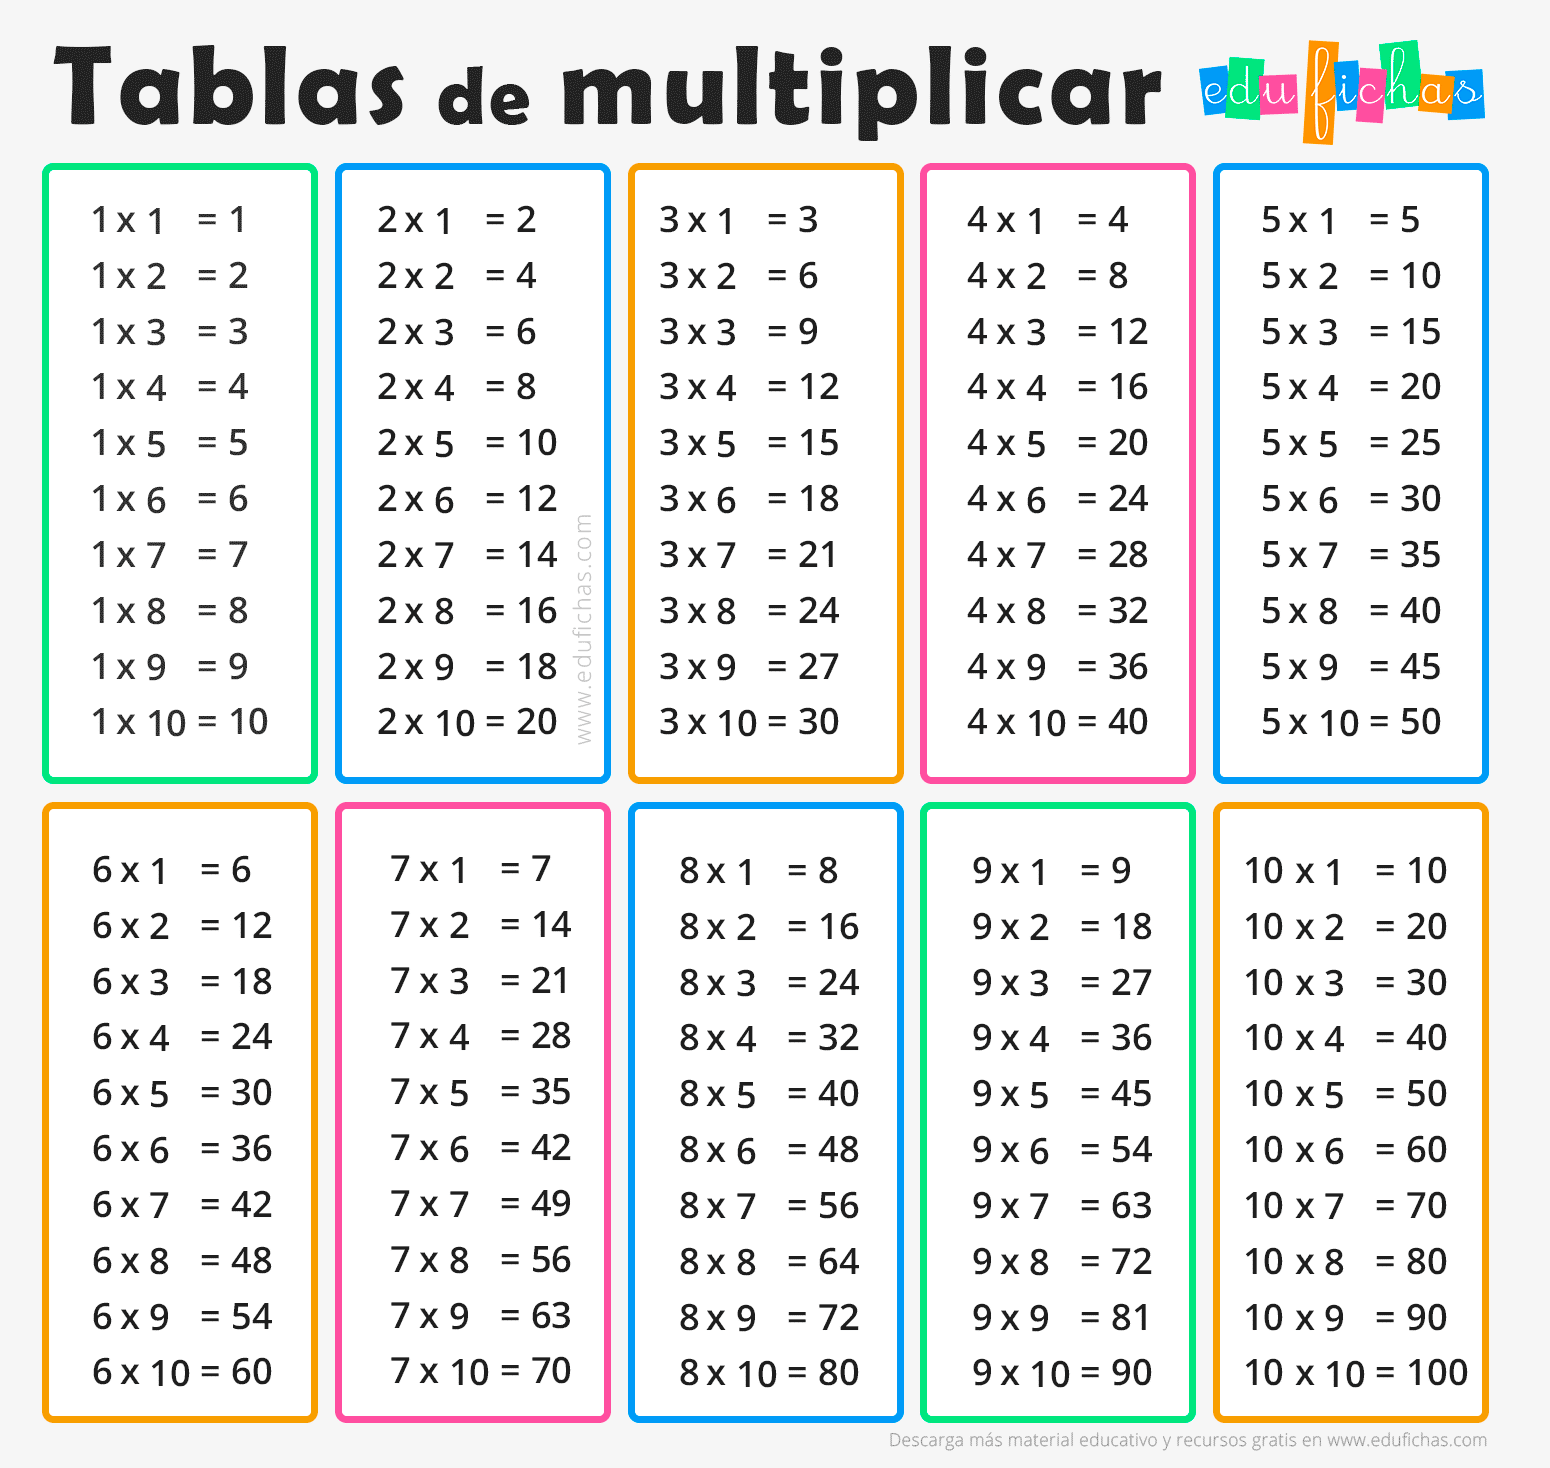 Tablas de multiplicar edufichas
1 x 1 = 1
1 x 2 = 2
1 x 3 = 3
1 x 4 = 4
1 x 5 = 5
1 x 6 = 6
1 x 7 = 7
1 x 8 = 8
1 x 9 = 9
1 x 10 = 10
2 x 1 = 2
2 x 2 = 4
2 x 3 = 6
2 x 4 = 8
2 x 5 = 10
2 x 6 = 12
2 x 7 = 14
2 x 8 = 16
2 x 9 = 18
2 x 10 = 20
www.edufichas.com
3 x 1 = 3
3 x 2 = 6
3 x 3 = 9
3 x 4 = 12
3 x 5 = 15
3 x 6 = 18
3 x 7 = 21
3 x 8 = 24
3 x 9 = 27
3 x 10 = 30
4 x 1 = 4
4 x 2 = 8
4 x 3 = 12
4 x 4 = 16
4 x 5 = 20
4 x 6 = 24
4 x 7 = 28
4 x 8 = 32
4 x 9 = 36
4 x 10 = 40
5 x 1 = 5
5 x 2 = 10
5 x 3 = 15
5 x 4 = 20
5 x 5 = 25
5 x 6 = 30
5 x 7 = 35
5 x 8 = 40
5 x 9 = 45
5 x 10 = 50
6 x 1 = 6
6 x 2 = 12
6 x 3 = 18
6 x 4 = 24
6 x 5 = 30
6 x 6 = 36
6 x 7 = 42
6 x 8 = 48
6 x 9 = 54
6 x 10 = 60
7 x 1 = 7
7 x 2 = 14
7 x 3 = 21
7 x 4 = 28
7 x 5 = 35
7 x 6 = 42
7 x 7 = 49
7 x 8 = 56
7 x 9 = 63
7 x 10 = 70
8 x 1 = 8
8 x 2 = 16
8 x 3 = 24
8 x 4 = 32
8 x 5 = 40
8 x 6 = 48
8 x 7 = 56
8 x 8 = 64
8 x 9 = 72
8 x 10 = 80
9 x 1 = 9
9 x 2 = 18
9 x 3 = 27
9 x 4 = 36
9 x 5 = 45
9 x 6 = 54
9 x 7 = 63
9 x 8 = 72
9 x 9 = 81
9 x 10 = 90
10 x 1 = 10
10 x 2 = 20
10 x 3 = 30
10 x 4 = 40
10 x 5 = 50
10 x 6 = 60
10 x 7 = 70
10 x 8 = 80
10 x 9 = 90
10 x 10 = 100
Descarga más material educativo y recursos gratis en www.edufichas.com